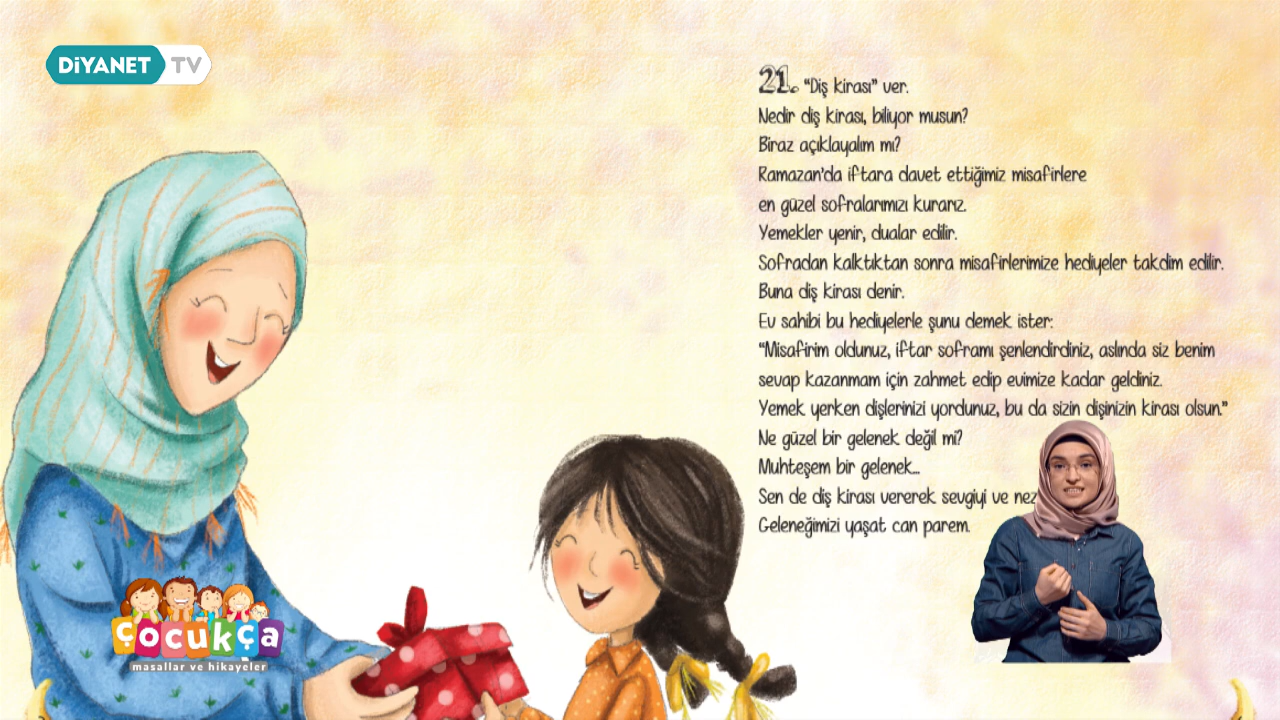 DİYANET TV
21. “Diş kirası” ver.
Nedir diş kirası, biliyor musun?
Biraz açıklayalım mı?
Ramazan'da iftara davet ettiğimiz misafirlere
en güzel sofralarımızı kurarız.
Yemekler yenir, dualar edilir.
Sofradan kalktıktan sonra misafirlerimize hediyeler takdim edilir.
Buna diş kirası denir.
Ev sahibi bu hediyelerle şunu demek ister:
“Misafirim oldunuz, iftar soframı şenlendirdiniz, aslında siz benim
sevap kazanmam için zahmet edip evimize kadar geldiniz.
Yemek yerken dişlerinizi yordunuz, bu da sizin dişinizin kirası olsun.”
Ne güzel bir gelenek değil mi?
Muhteşem bir gelenek...
Sen de diş kirası vererek sevgiyi ve
Geleneğimizi yaşat can parem.
çocukça
masallar ve hikayeler